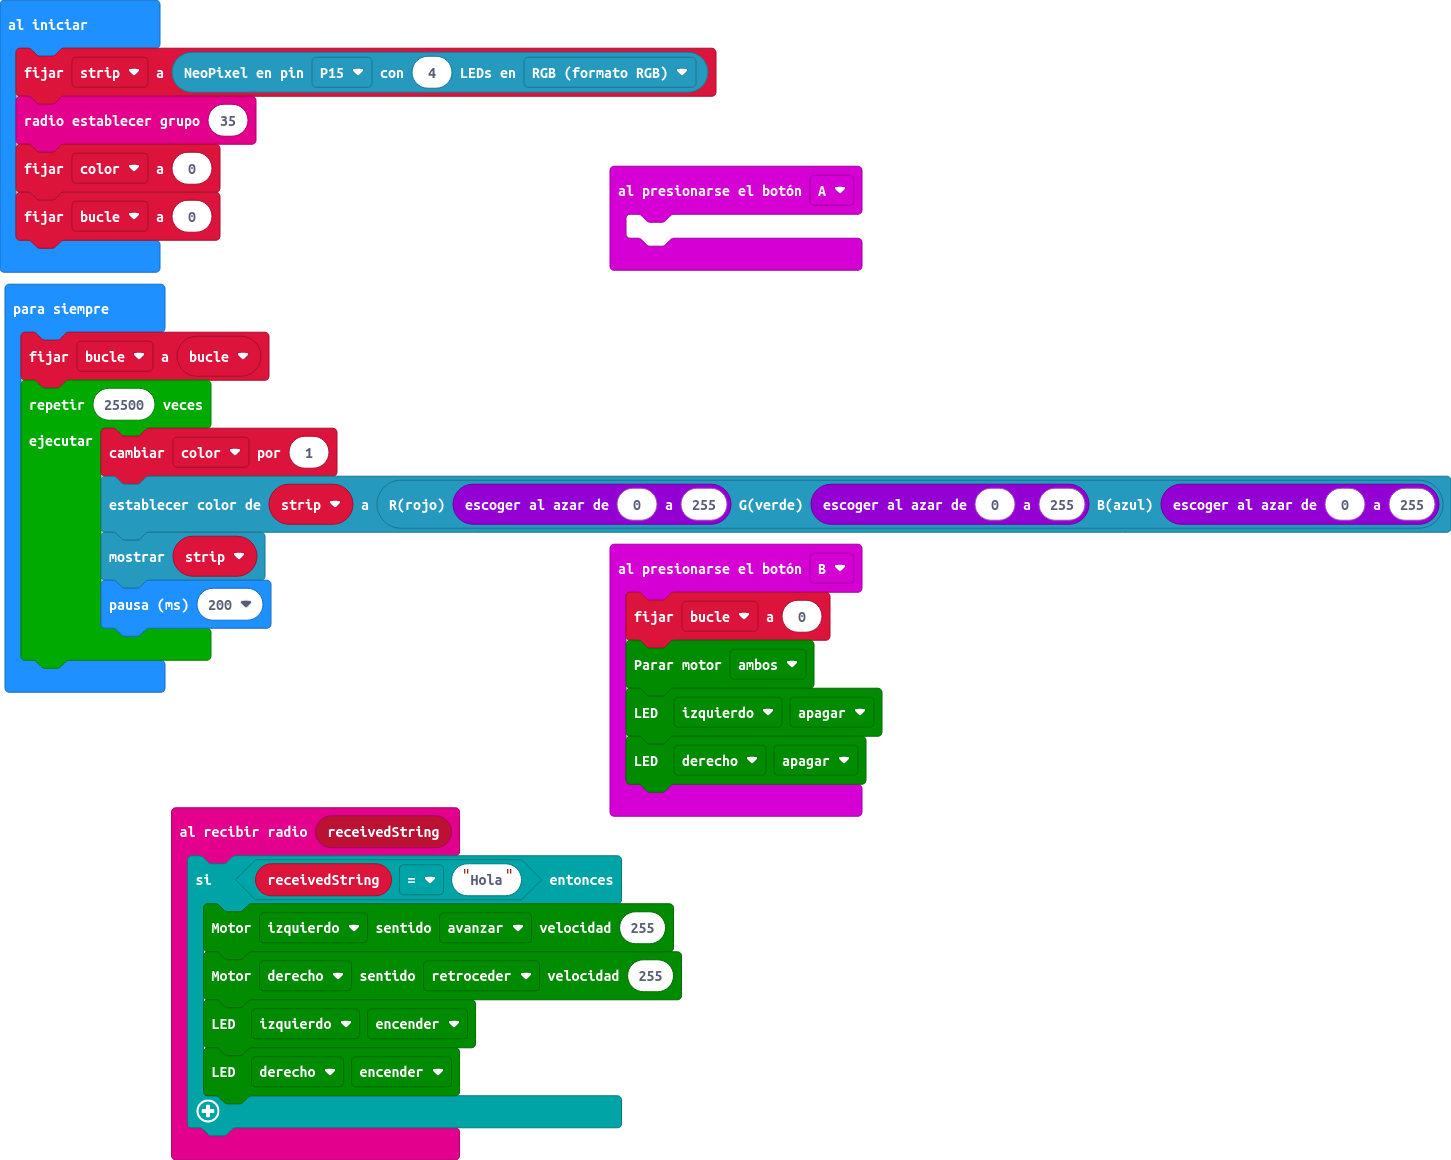 al iniciar
fijar strip a NeoPixel en pin P15 con 4 LEDs en RGB (formato RGB)
radio establecer grupo 35
fijar color a 0
fijar bucle a 0
al presionarse el botón A
para siempre
fijar bucle a bucle
repetir 25500 veces
ejecutar
cambiar color por 1
establecer color de strip a R(rojo) escoger al azar de 0 a 255 G(verde) escoger al azar de 0 a 255 B(azul) escoger al azar de 0 a 255
mostrar strip
pausa (ms) 200
al presionarse el botón B
fijar bucle a 0
Parar motor ambos
LED izquierdo apagar
LED derecho apagar
al recibir radio receivedString
si receivedString = "Hola" entonces
Motor izquierdo sentido avanzar velocidad 255
Motor derecho sentido retroceder velocidad 255
LED izquierdo encender
LED derecho encender